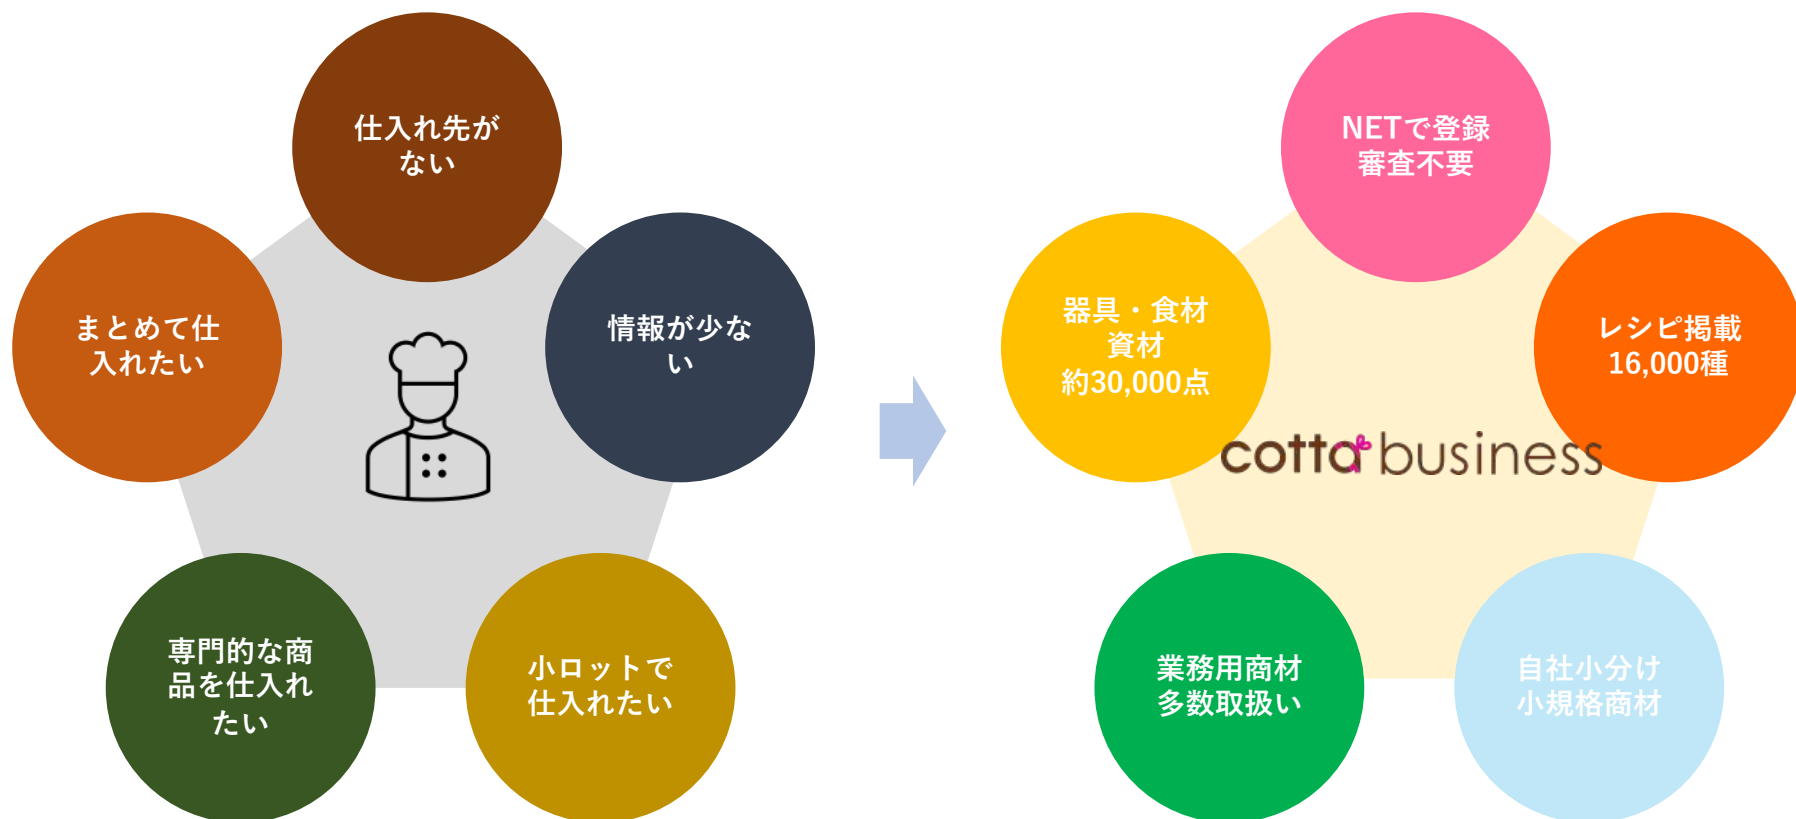 仕入れ先が
ない
まとめて仕
入れたい
情報が少な
い
専門的な商
品を仕入れ
たい
小ロットで
仕入れたい
NETで登録
審査不要
器具・食材
資材
約30,000点
レシピ掲載
16,000種
cotta business
業務用商材
多数取扱い
自社小分け
小規格商材